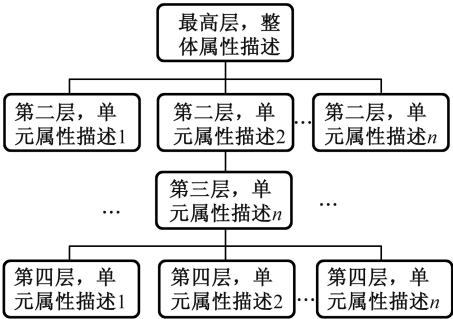 最高层，整
体属性描述
第二层，单
元属性描述1
第二层，单
元属性描述2
...
第二层，单
元属性描述n
...
第三层，单
元属性描述n
...
第四层，单
元属性描述1
第四层，单
元属性描述2
...
第四层，单
元属性描述n